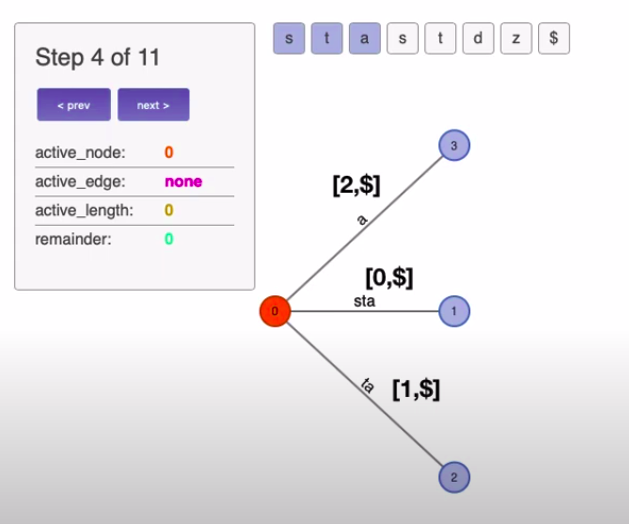 Step 4 of 11
< prev next >
active_node: 0
active_edge: none
active_length: 0
remainder: 0
s t a s t d z $
3
[2,$]
a
[0,$]
sta
0
1
ta
[1,$]
2